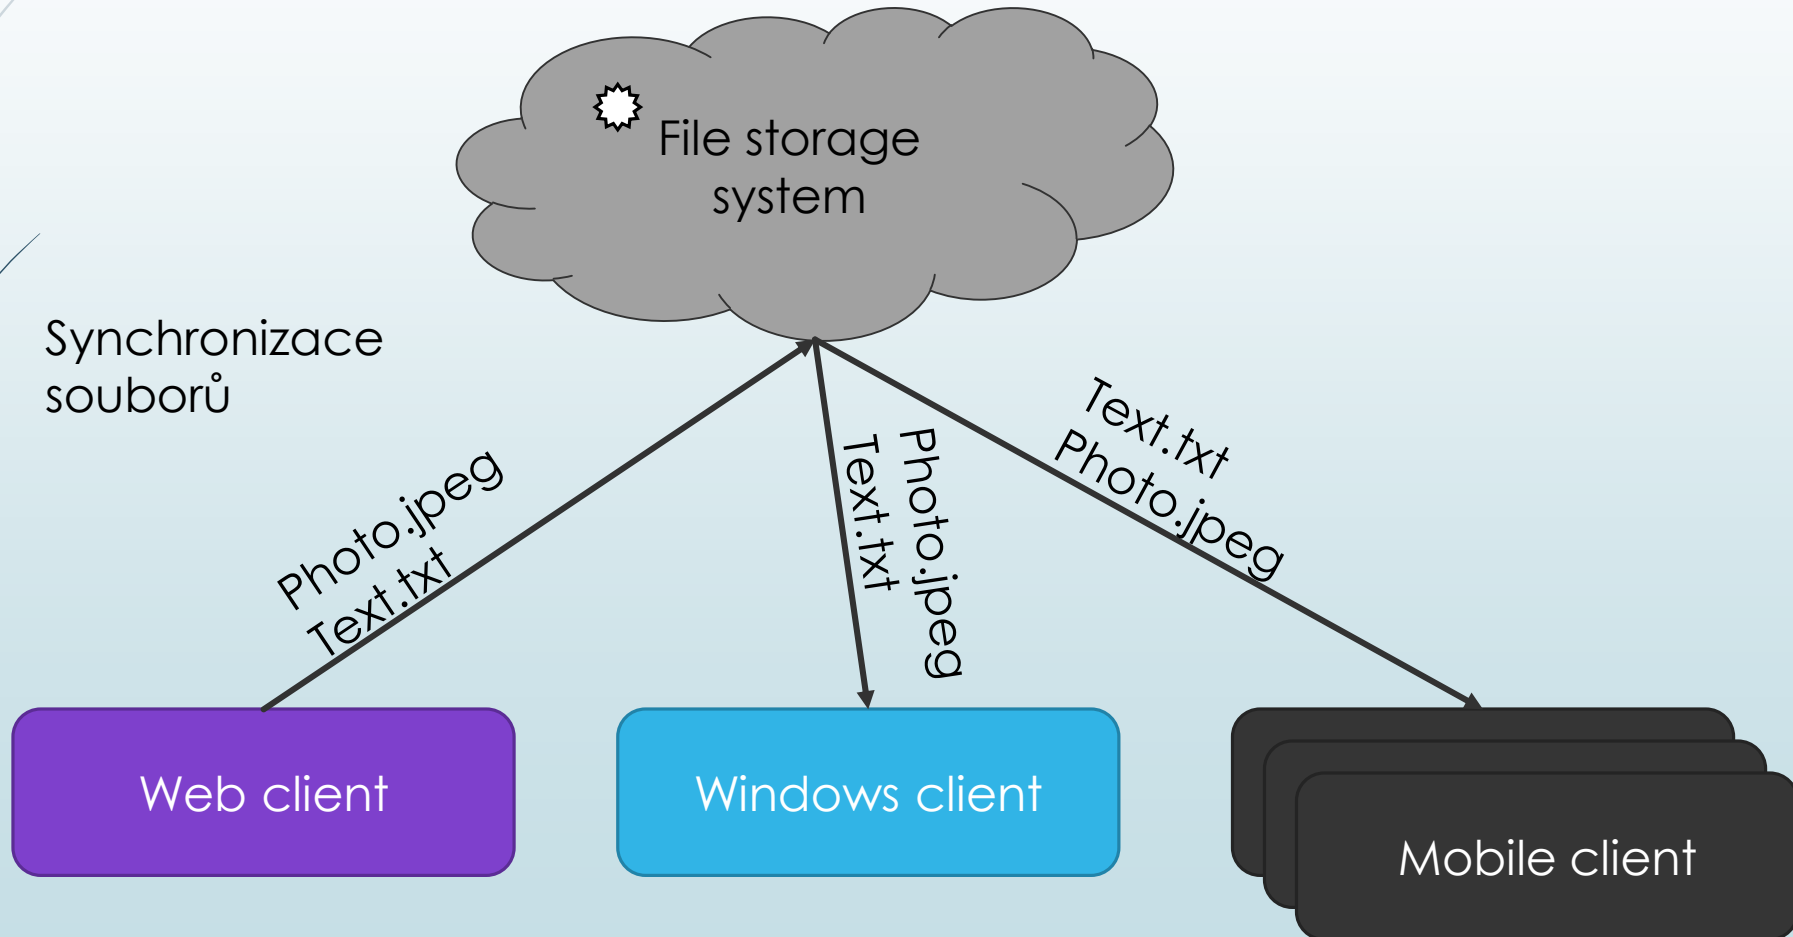 File storage
system
Synchronizace
souborů
Photo.jpeg
Text.txt
Photo.jpeg
Text.txt
Text.txt
Photo.jpeg
Web client
Windows client
Mobile client